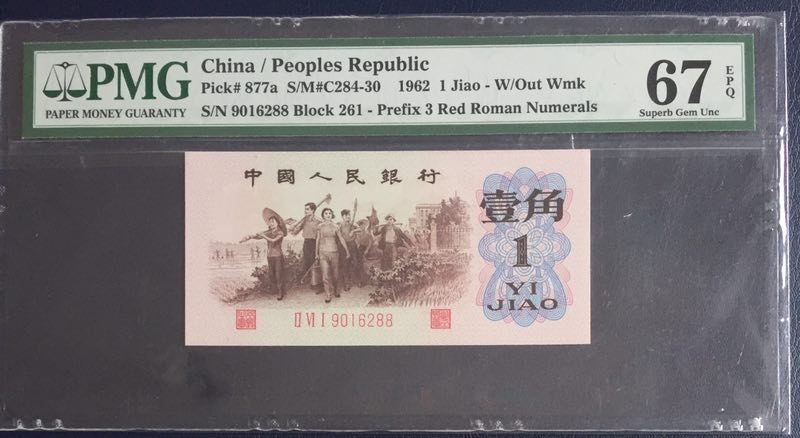 PMG
PAPER MONEY GUARANTY
China / Peoples Republic
Pick# 877a S/M#C284-30 1962 1 Jiao - W/Out Wmk
S/N 9016288 Block 261 - Prefix 3 Red Roman Numerals
67 EPQ
Superb Gem Unc
中國人民銀行
壹角
1
YI
JIAO
II VI I 9016288